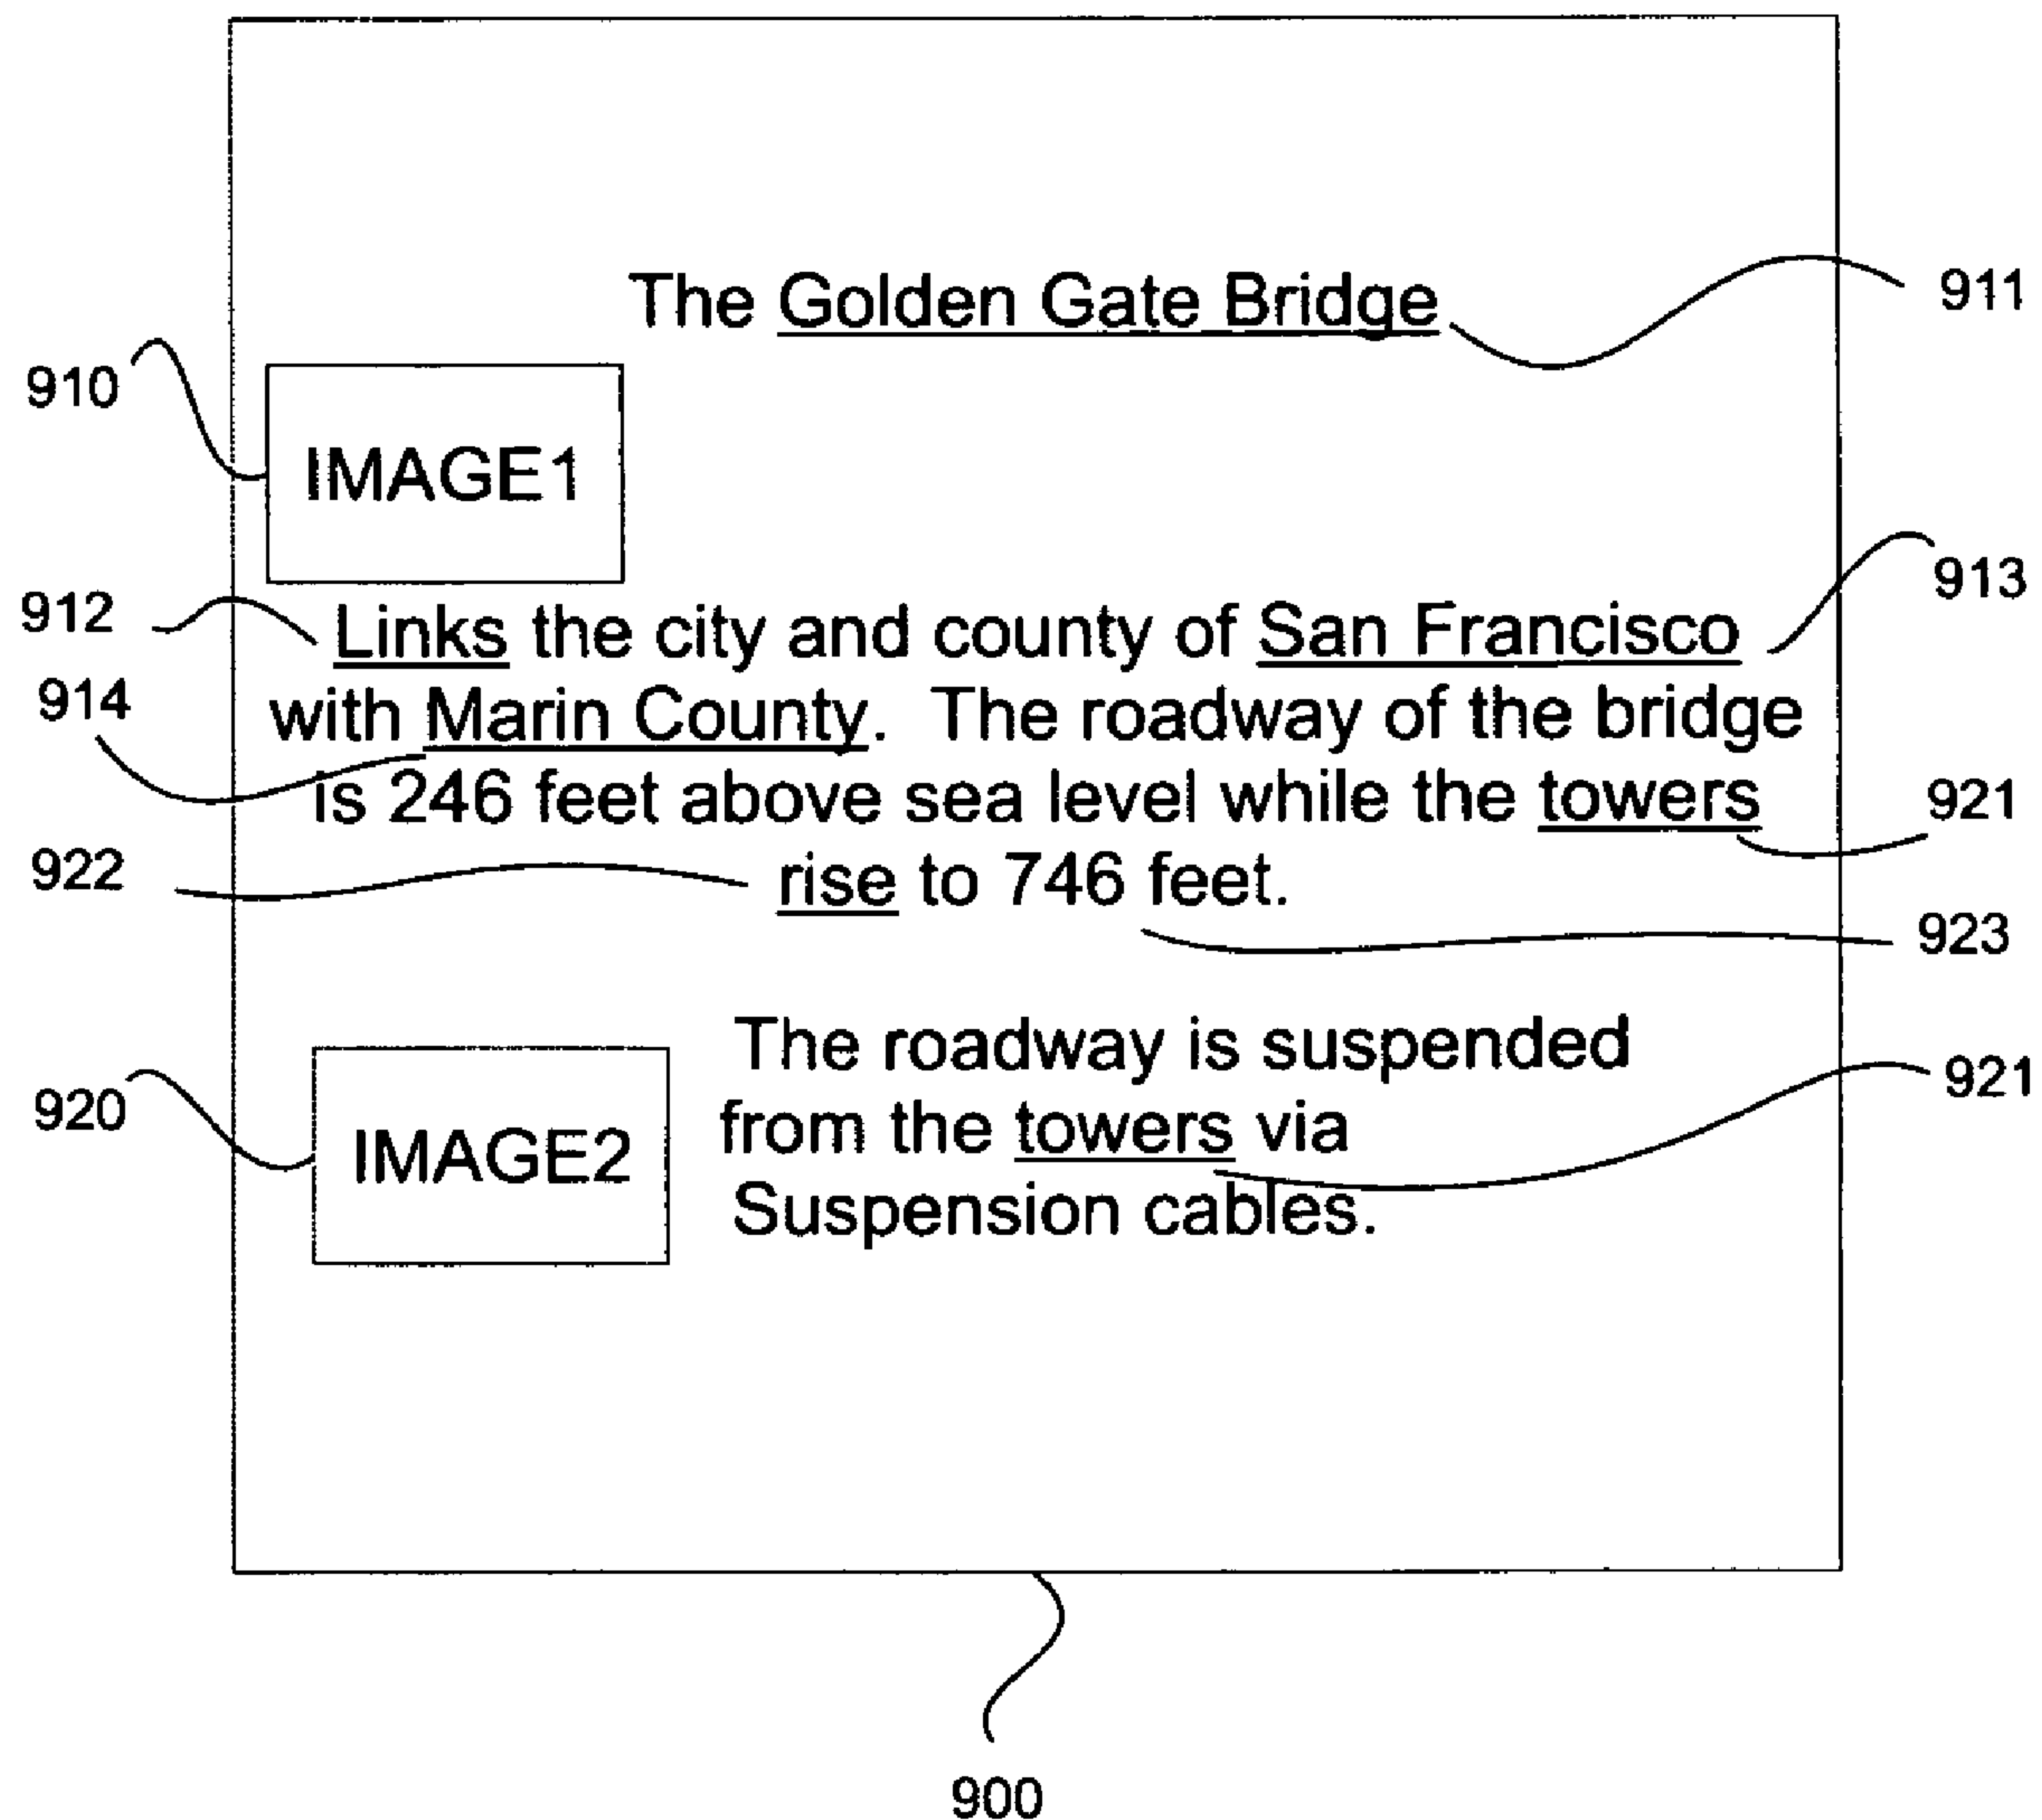 The Golden Gate Bridge
911
910
IMAGE1
913
912
Links the city and county of San Francisco
914
with Marin County. The roadway of the bridge
is 246 feet above sea level while the towers
921
922
rise to 746 feet.
923
The roadway is suspended
921
920
from the towers via
IMAGE2
Suspension cables.
900